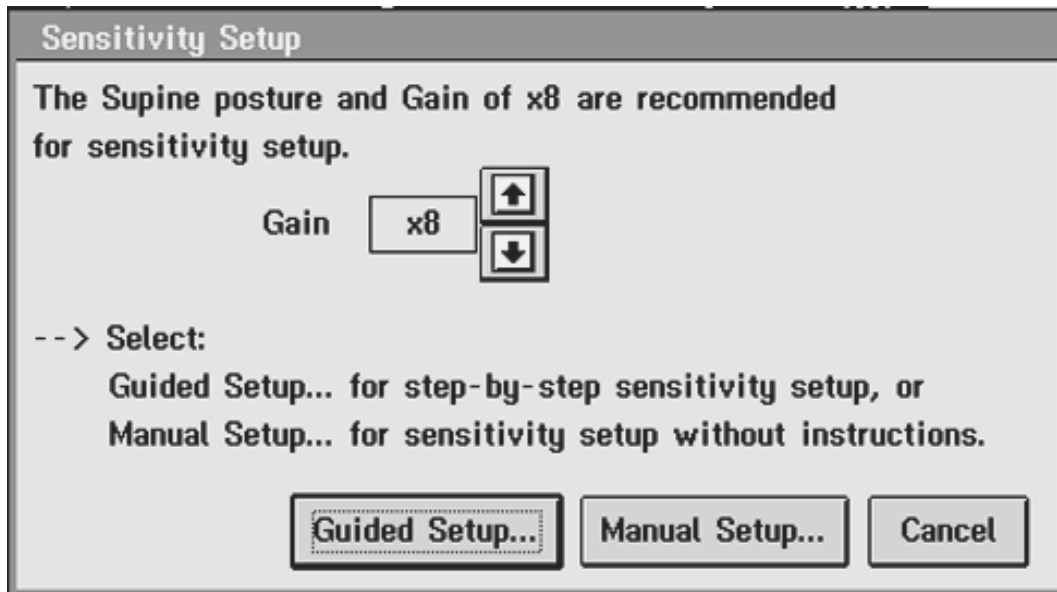 Sensitivity Setup
The Supine posture and Gain of x8 are recommended
for sensitivity setup.
Gain x8
--> Select:
Guided Setup... for step-by-step sensitivity setup, or
Manual Setup... for sensitivity setup without instructions.
Guided Setup... Manual Setup... Cancel